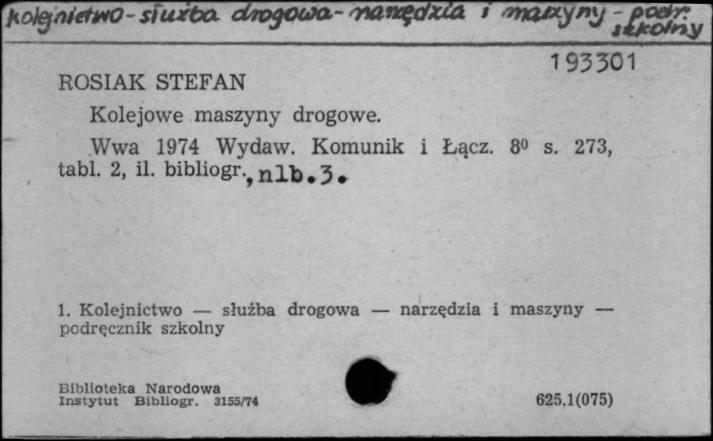 kolejnictwo - służba drogowa - narzędzia i maszyny - podr.
szkolny
193301
ROSIAK STEFAN
Kolejowe maszyny drogowe.
Wwa 1974 Wydaw. Komunik i Łącz. 8⁰ s. 273,
tabl. 2, il. bibliogr., nlb.3.
1. Kolejnictwo — służba drogowa — narzędzia i maszyny —
podręcznik szkolny
Biblioteka Narodowa
Instytut Bibliogr. 3155/74
625.1(075)